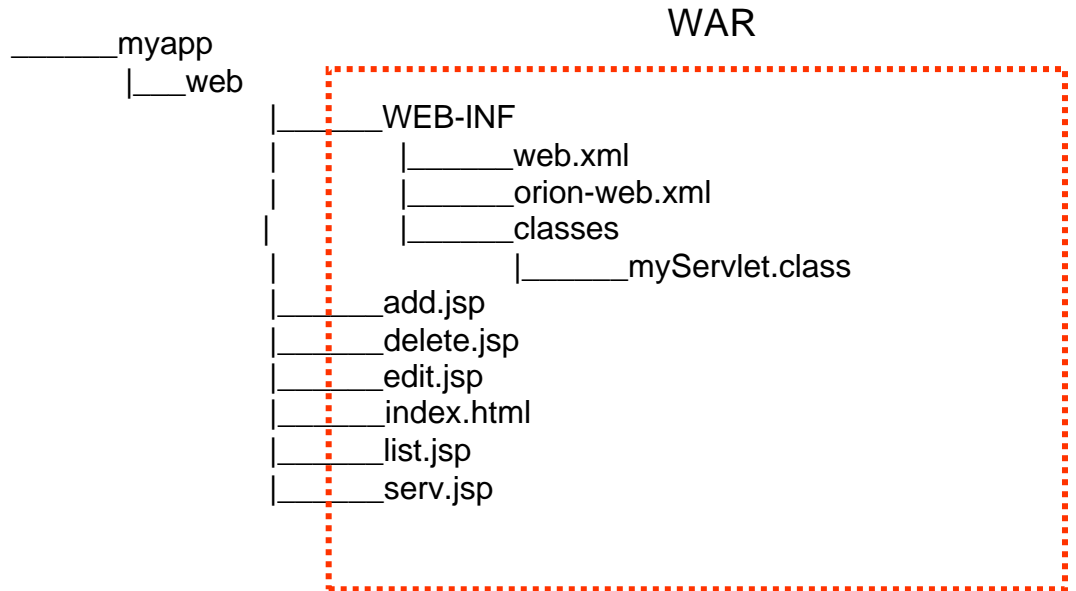 WAR
______myapp
|___web
|______WEB-INF
| |______web.xml
| |______orion-web.xml
| |______classes
| |______myServlet.class
|______add.jsp
|______delete.jsp
|______edit.jsp
|______index.html
|______list.jsp
|______serv.jsp